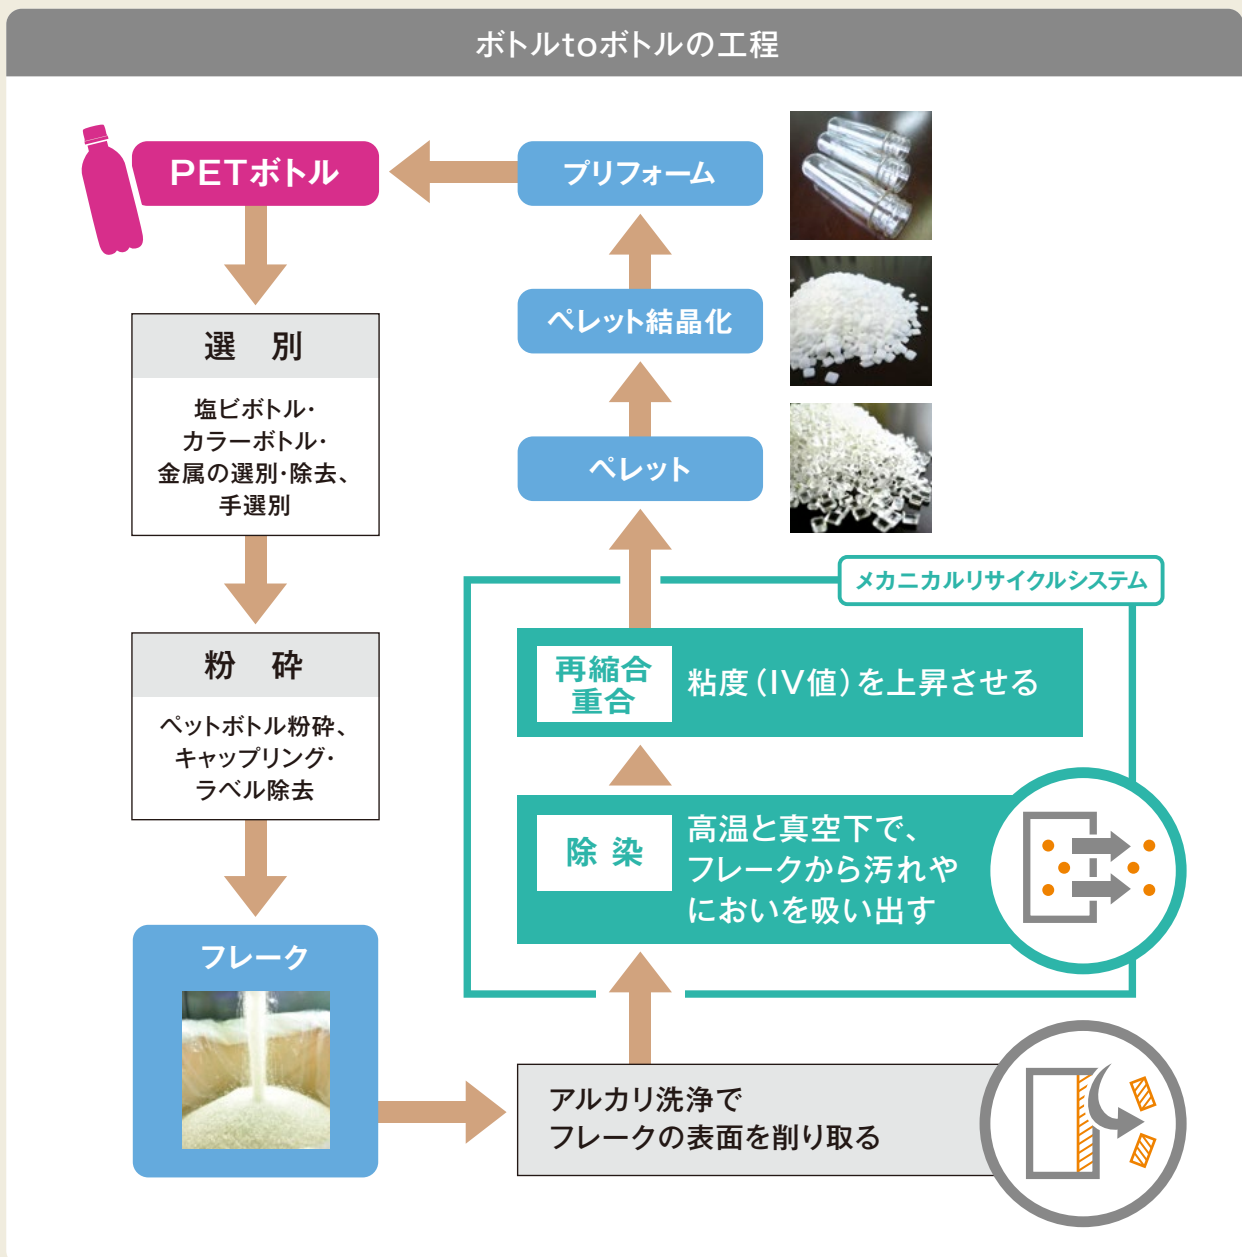 ボトルtoボトルの工程
PETボトル
選 別
塩ビボトル・
カラーボトル・
金属の選別・除去、
手選別
粉 砕
ペットボトル粉砕、
キャップリング・
ラベル除去
フレーク
アルカリ洗浄で
フレークの表面を削り取る
メカニカルリサイクルシステム
除 染
高温と真空下で、
フレークから汚れや
においを吸い出す
再縮合
重合
粘度（IV値）を上昇させる
ペレット
ペレット結晶化
プリフォーム